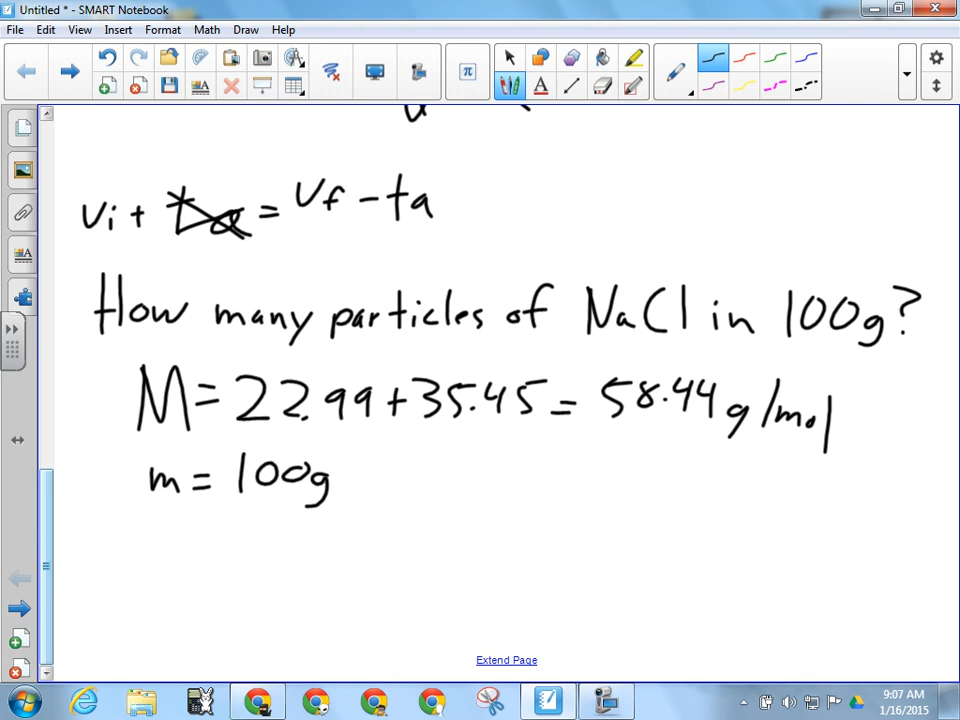 Untitled * - SMART Notebook
File Edit View Insert Format Math Draw Help
vi + ta = vf - ta
How many particles of NaCl in 100g?
M = 22.99 + 35.45 = 58.44 g/mol
m = 100g
Extend Page
9:07 AM
1/16/2015